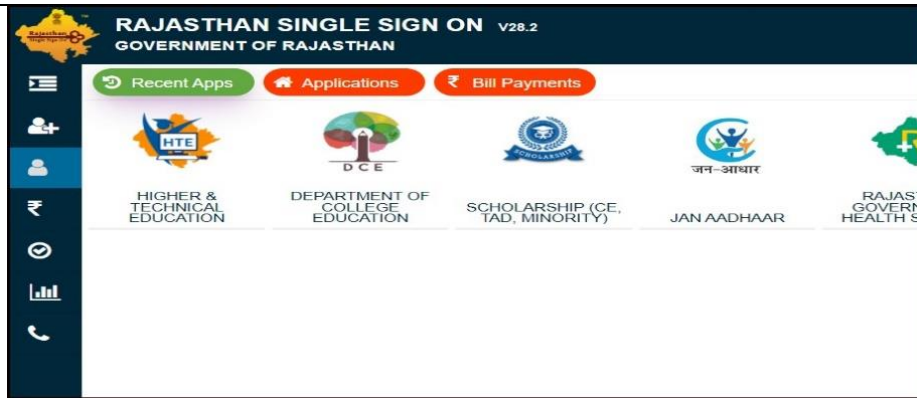 RAJASTHAN SINGLE SIGN ON V28.2
GOVERNMENT OF RAJASTHAN
Recent Apps
Applications
₹ Bill Payments
HTE
DCE
SCHOLARSHIP
जन-आधार
HIGHER &
TECHNICAL
EDUCATION
DEPARTMENT OF
COLLEGE
EDUCATION
SCHOLARSHIP (CE,
TAD, MINORITY)
JAN AADHAAR
RAJAS
GOVERN
HEALTH S
₹